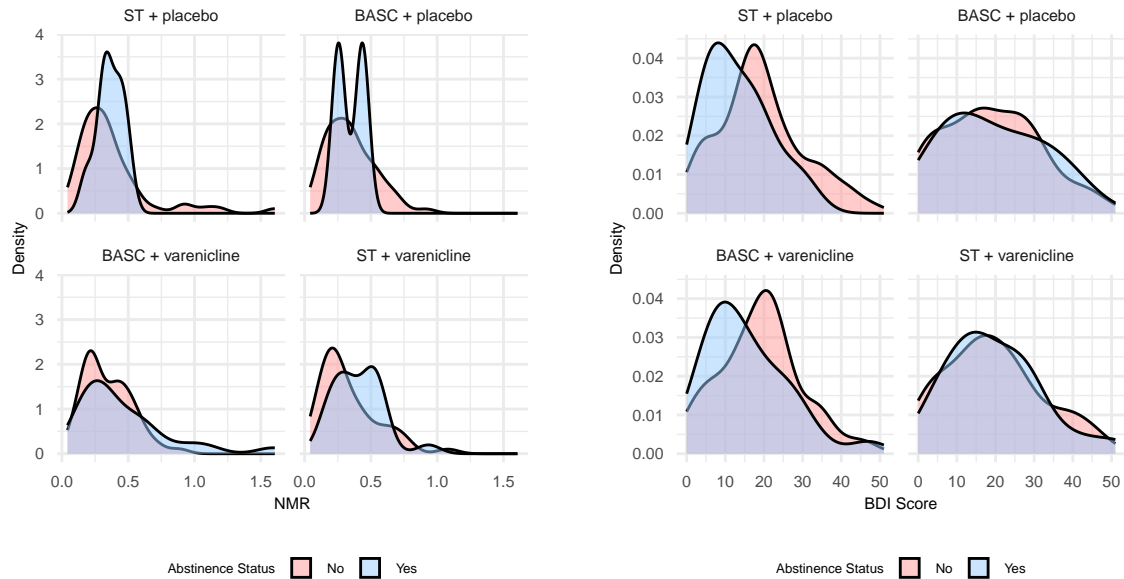 ST + placebo
BASC + placebo
4
3
2
1
0
BASC + varenicline
ST + varenicline
4
3
2
1
0
0.0 0.5 1.0 1.5
0.0 0.5 1.0 1.5
Density
NMR
Abstinence Status No Yes
ST + placebo
BASC + placebo
0.04
0.03
0.02
0.01
0.00
BASC + varenicline
ST + varenicline
0.04
0.03
0.02
0.01
0.00
0 10 20 30 40 50
0 10 20 30 40 50
Density
BDI Score
Abstinence Status No Yes